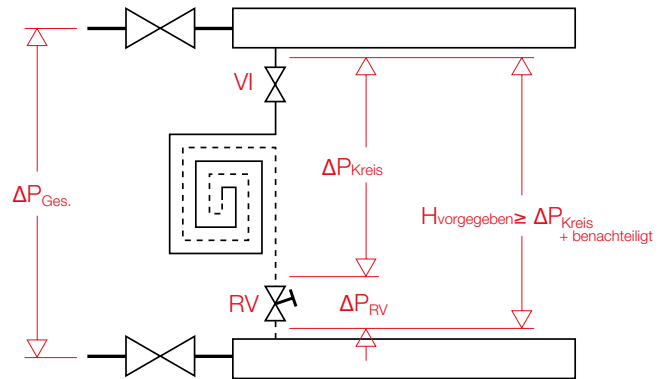 VI
ΔPKreis
ΔPGes.
Hvorgegeben≥ ΔPKreis
+ benachteiligt
RV
ΔPRV